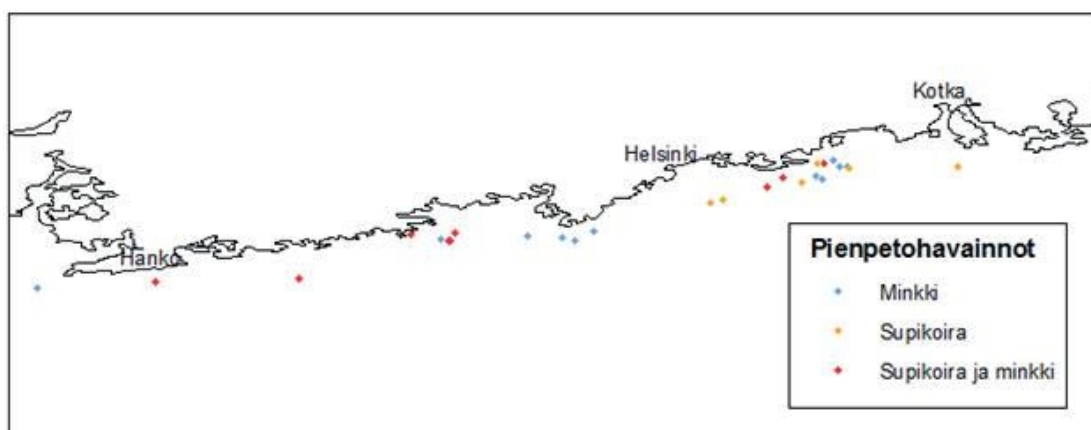 Kotka
Helsinki
Hanko
Pienpetohavainnot
Minkki
Supikoira
Supikoira ja minkki